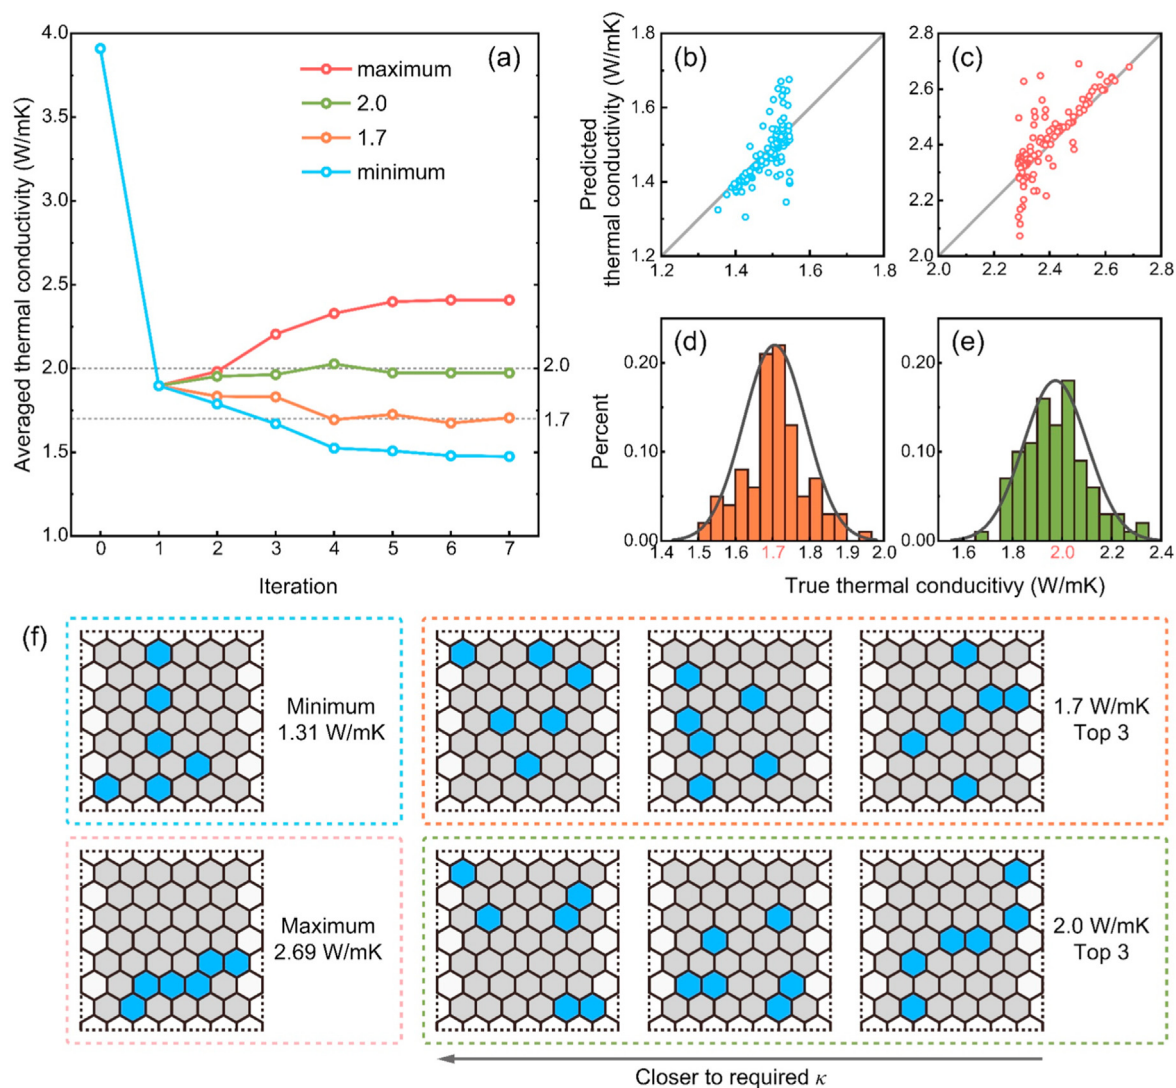 (a)
Averaged thermal conductivity (W/mK)
4.0
3.5
3.0
2.5
2.0
1.5
1.0
maximum
2.0
1.7
minimum
2.0
1.7
0 1 2 3 4 5 6 7
Iteration
(b)
Predicted
thermal conductivity (W/mK)
1.8
1.6
1.4
1.2
1.2 1.4 1.6 1.8
(c)
2.8
2.6
2.4
2.2
2.0
2.0 2.2 2.4 2.6 2.8
(d)
Percent
0.20
0.10
0.00
1.4 1.5 1.6 1.7 1.8 1.9 2.0
(e)
0.20
0.10
0.00
1.6 1.8 2.0 2.2 2.4
True thermal conducitivy (W/mK)
(f)
Minimum
1.31 W/mK
1.7 W/mK
Top 3
Maximum
2.69 W/mK
2.0 W/mK
Top 3
Closer to required κ